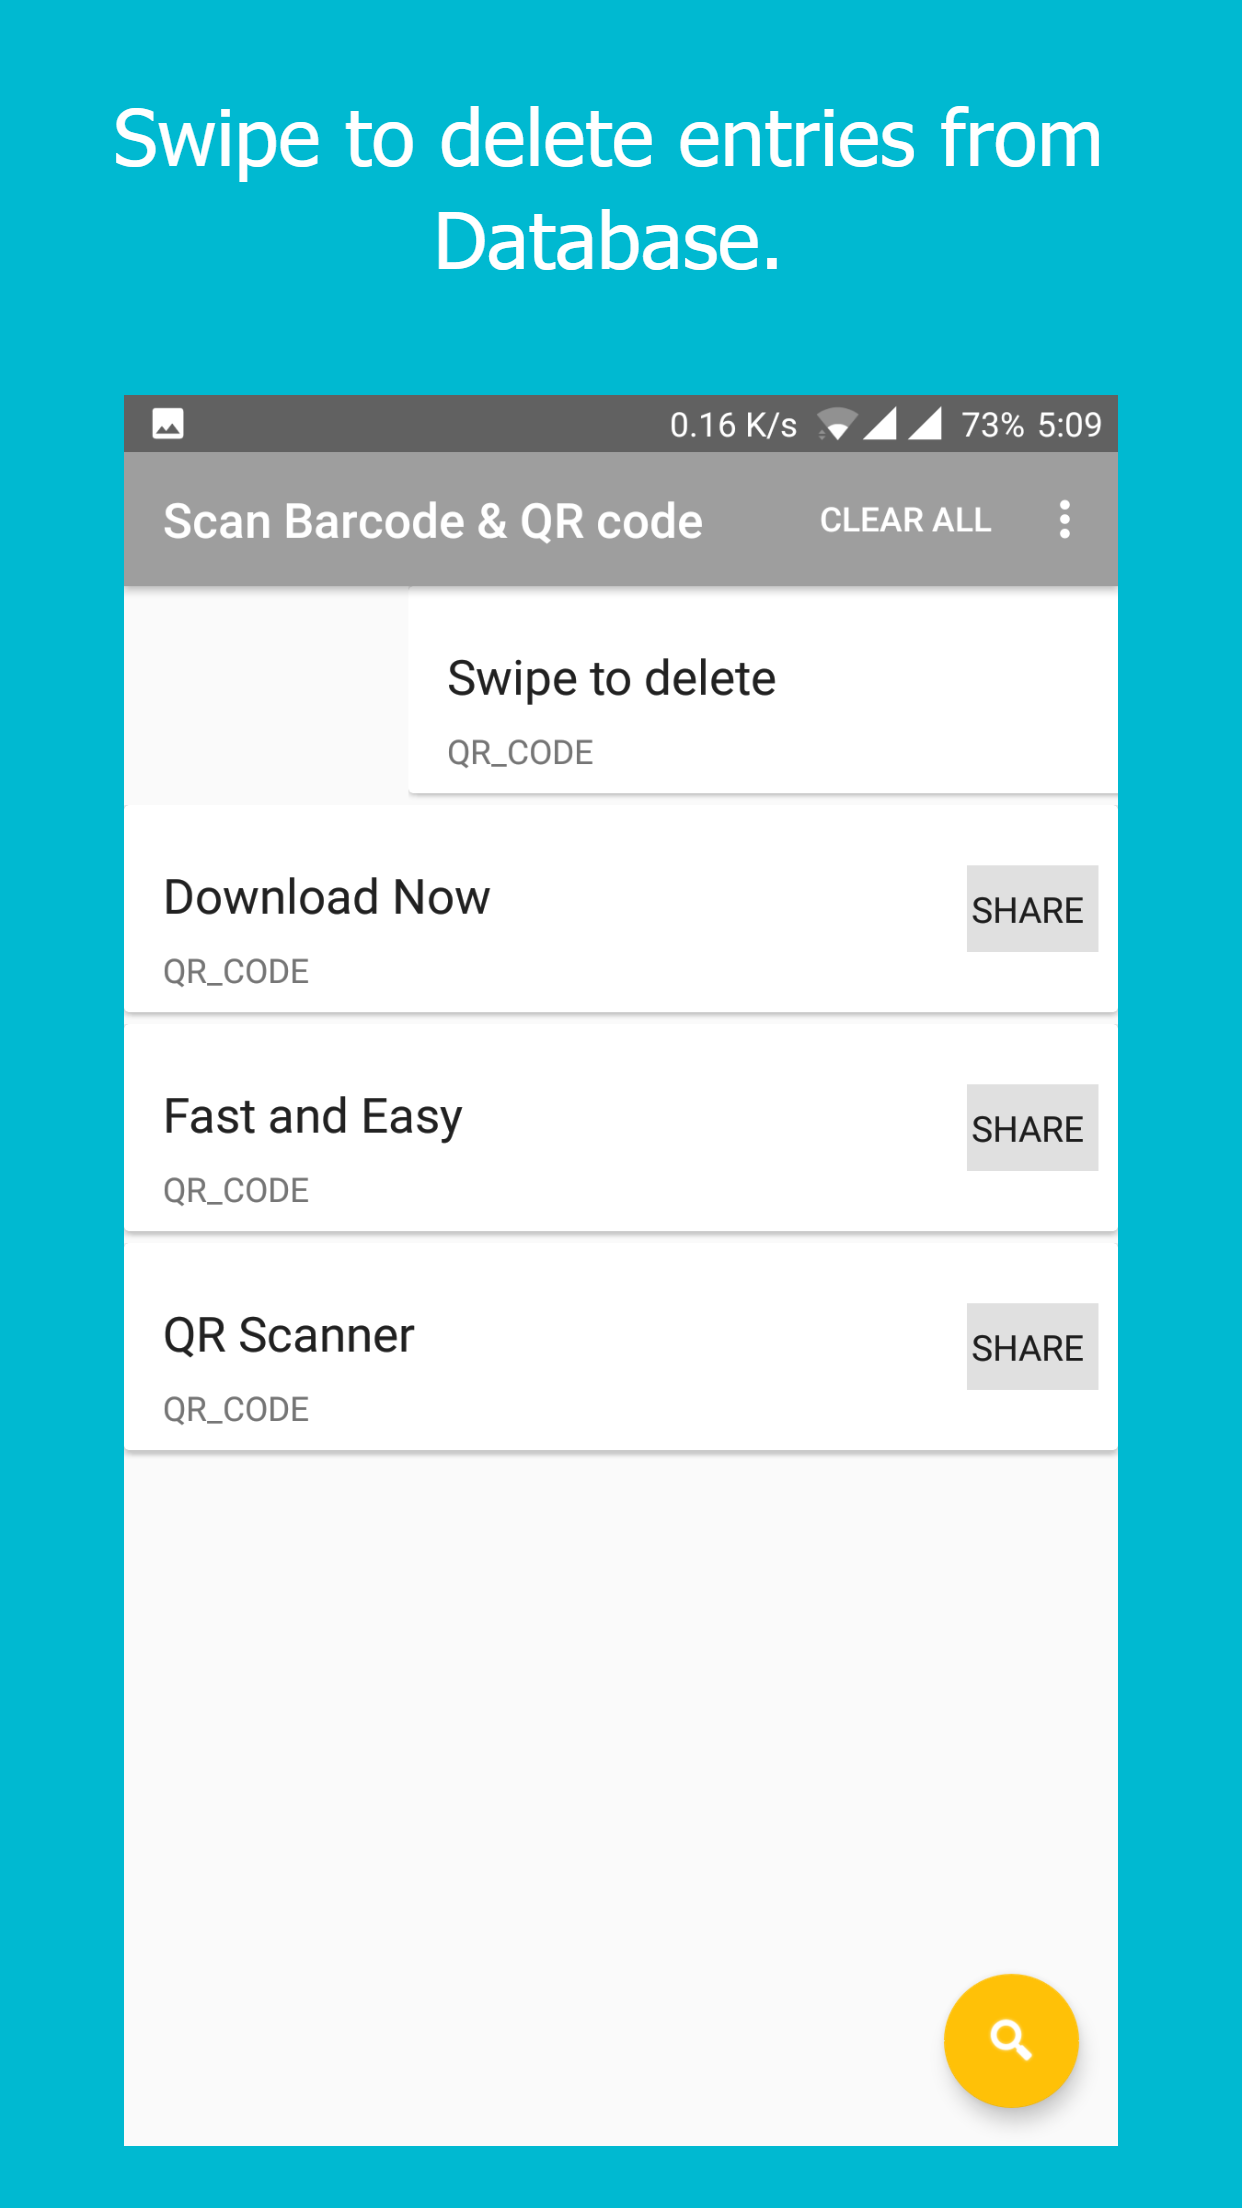 Swipe to delete entries from
Database.
0.16 K/s 73% 5:09
Scan Barcode & QR code CLEAR ALL
Swipe to delete
QR_CODE
Download Now
SHARE
QR_CODE
Fast and Easy
SHARE
QR_CODE
QR Scanner
SHARE
QR_CODE